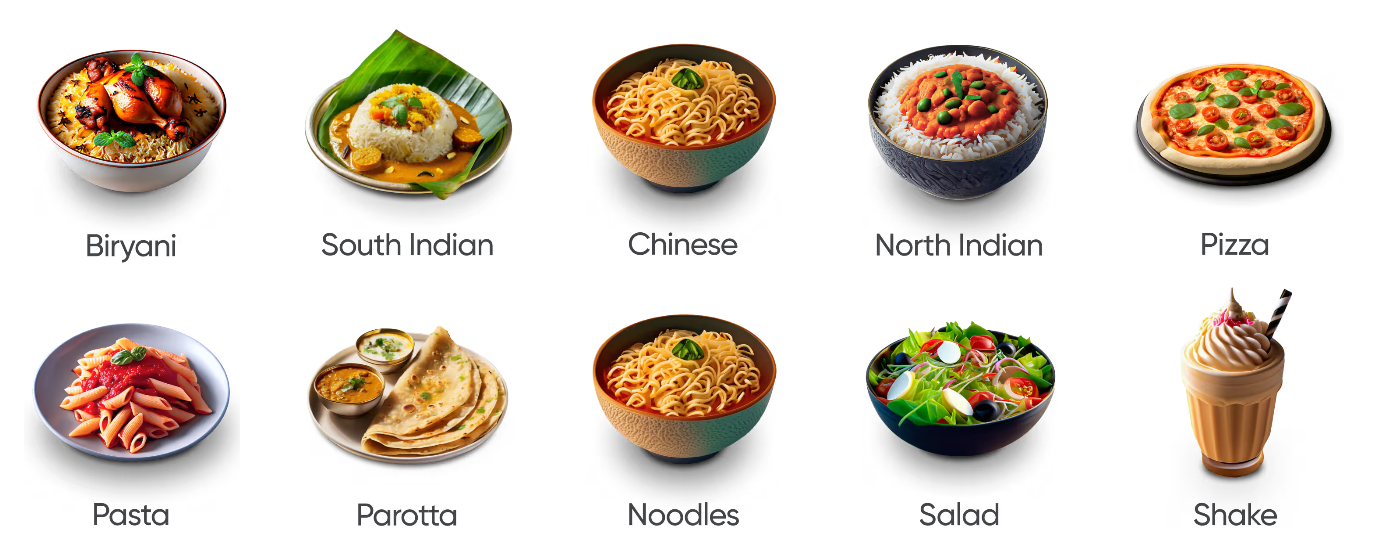 Biryani
South Indian
Chinese
North Indian
Pizza
Pasta
Parotta
Noodles
Salad
Shake